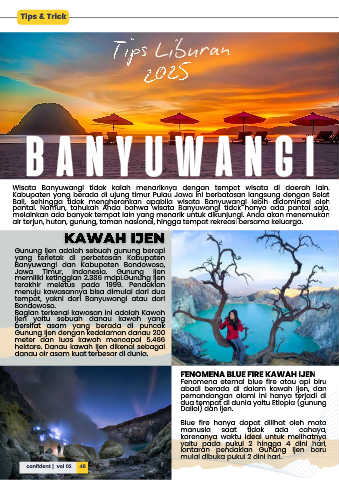 Tips & Trick
Tips Liburan
2025
BANYUWANGI
Wisata Banyuwangi tidak kalah menariknya dengan tempat wisata di daerah lain.
Kabupaten yang berada di ujung timur Pulau Jawa ini berbatasan langsung dengan Selat
Bali, sehingga tidak mengherankan apabila wisata Banyuwangi lebih didominasi oleh
pantai. Namun, tahukah Anda bahwa wisata Banyuwangi tidak hanya ada pantai saja,
melainkan ada banyak tempat lain yang menarik untuk dikunjungi. Anda akan menemukan
air terjun, hutan, gunung, taman nasional, hingga tempat rekreasi bersama keluarga.
KAWAH IJEN
Gunung Ijen adalah sebuah gunung berapi
yang terletak di perbatasan Kabupaten
Banyuwangi dan Kabupaten Bondowoso,
Jawa Timur, Indonesia. Gunung Ijen
memiliki ketinggian 2.386 mdpl.Gunung Ijen
terakhir meletus pada 1999. Pendakian
menuju kawasannya bisa dimulai dari dua
tempat, yakni dari Banyuwangi atau dari
Bondowoso.
Bagian terkenal kawasan ini adalah Kawah
Ijen yaitu sebuah danau kawah yang
bersifat asam yang berada di puncak
Gunung Ijen dengan kedalaman danau 200
meter dan luas kawah mencapai 5.466
hektare. Danau kawah Ijen dikenal sebagai
danau air asam kuat terbesar di dunia.
FENOMENA BLUE FIRE KAWAH IJEN
Fenomena eternal blue fire atau api biru
abadi berada di dalam kawah Ijen, dan
pemandangan alami ini hanya terjadi di
dua tempat di dunia yaitu Etiopia (gunung
Dallol) dan Ijen.
Blue fire hanya dapat dilihat oleh mata
manusia saat tidak ada cahaya,
karenanya waktu ideal untuk melihatnya
yaitu pada pukul 2 hingga 4 dini hari,
lantaran pendakian Gunung Ijen baru
mulai dibuka pukul 2 dini hari.
confident | vol 02 48